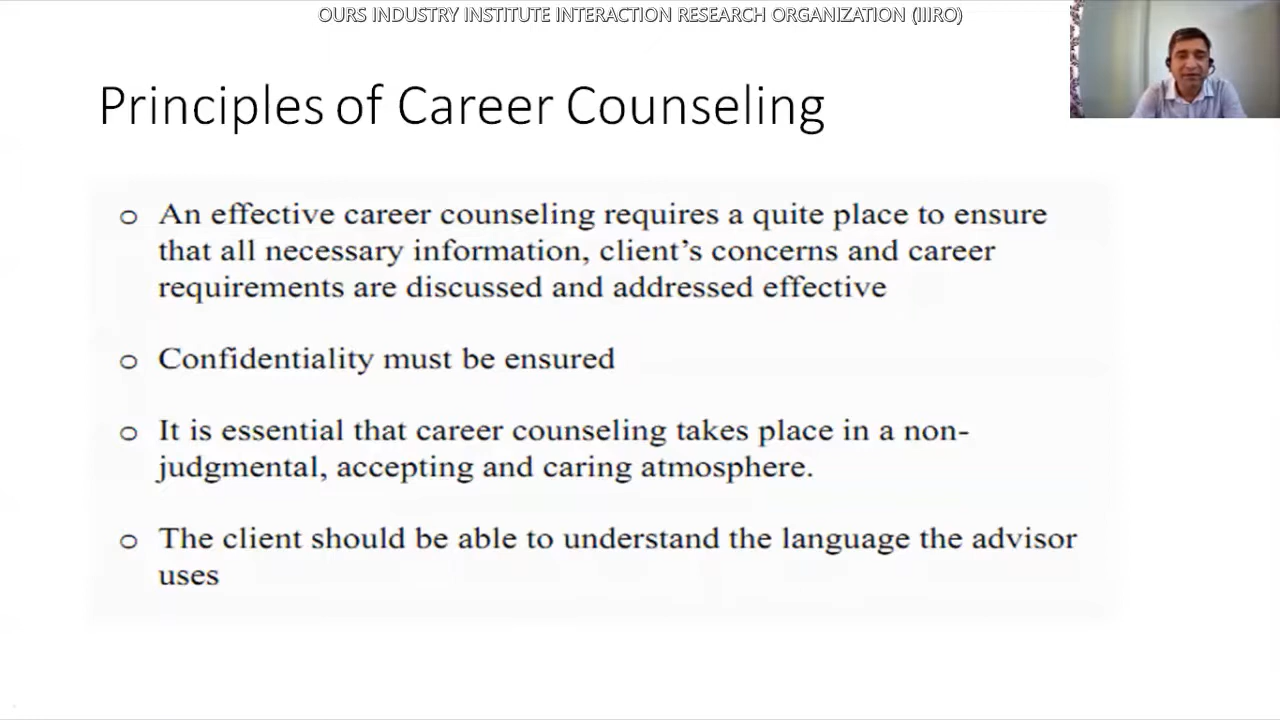 OURS INDUSTRY INSTITUTE INTERACTION RESEARCH ORGANIZATION (IIIRO)
Principles of Career Counseling
o An effective career counseling requires a quite place to ensure
that all necessary information, client's concerns and career
requirements are discussed and addressed effective
o Confidentiality must be ensured
o It is essential that career counseling takes place in a non-
judgmental, accepting and caring atmosphere.
o The client should be able to understand the language the advisor
uses